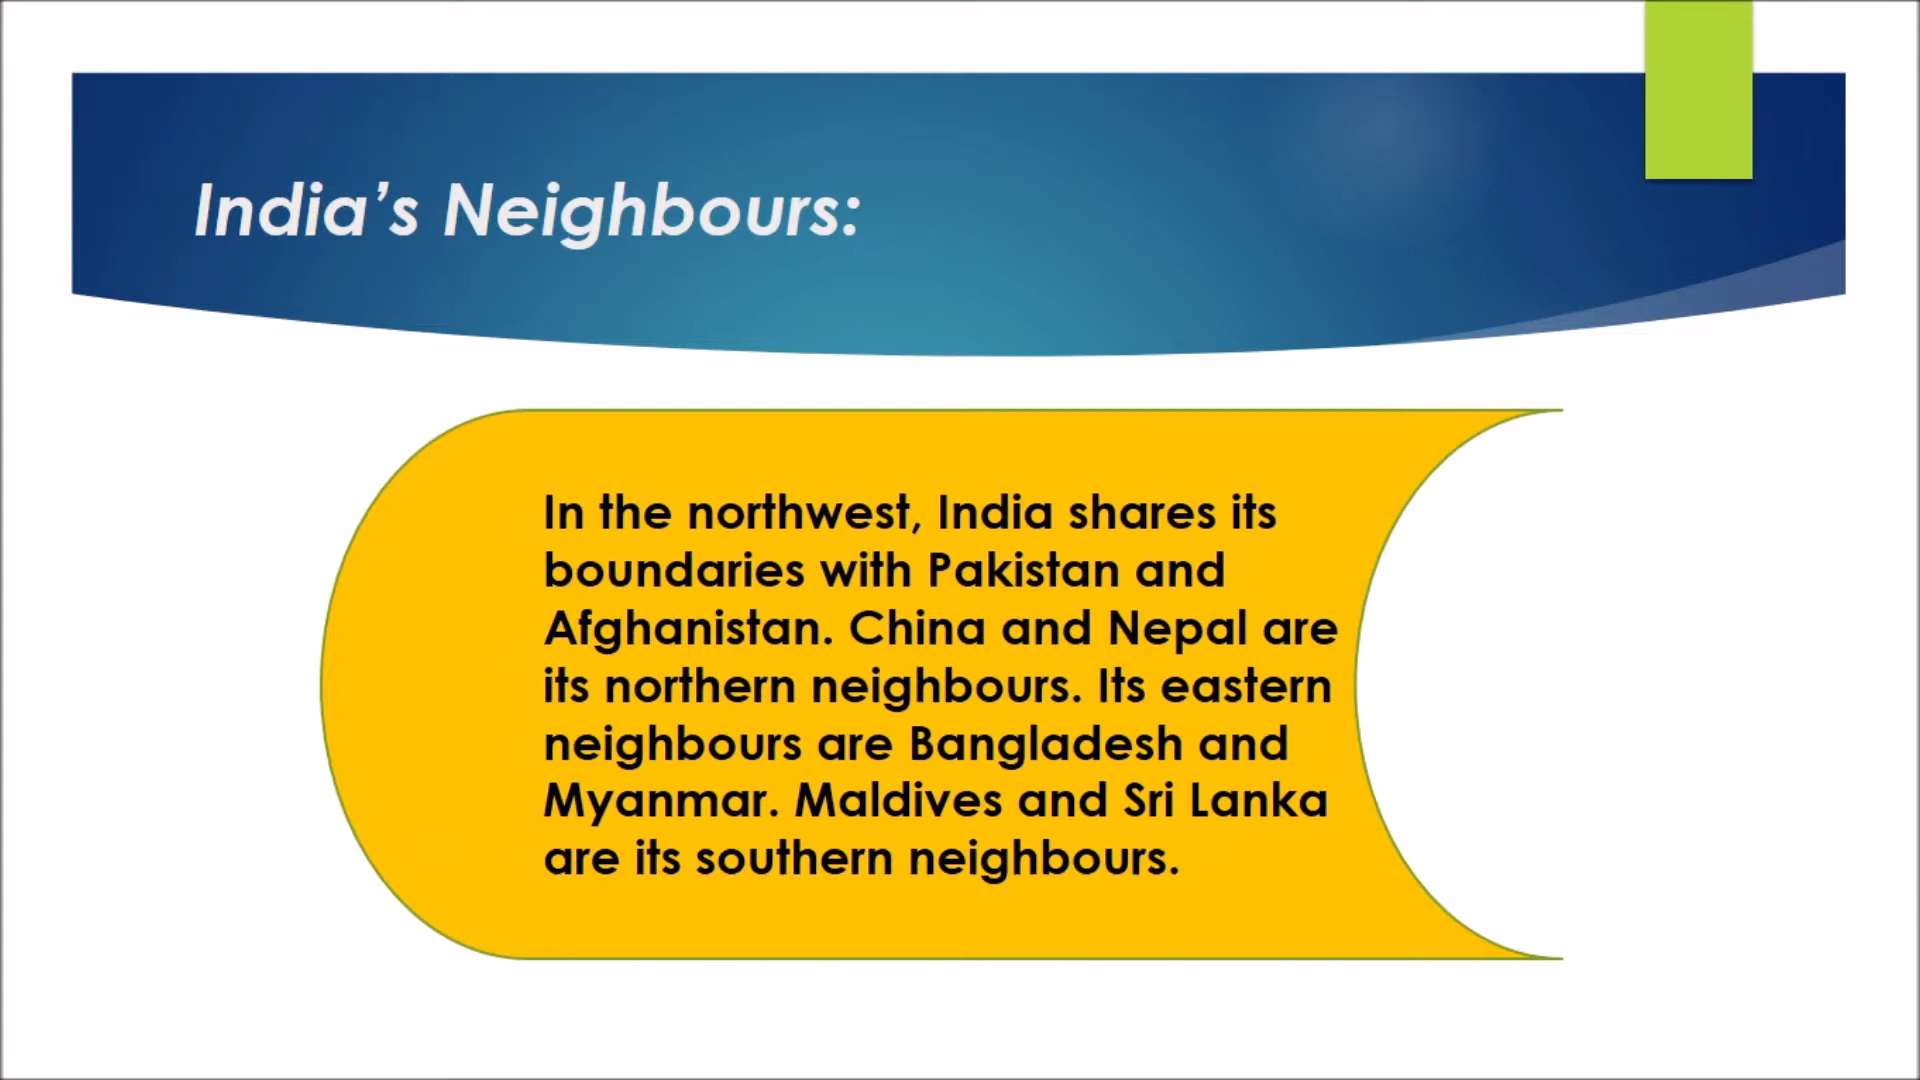 India’s Neighbours:
In the northwest, India shares its
boundaries with Pakistan and
Afghanistan. China and Nepal are
its northern neighbours. Its eastern
neighbours are Bangladesh and
Myanmar. Maldives and Sri Lanka
are its southern neighbours.